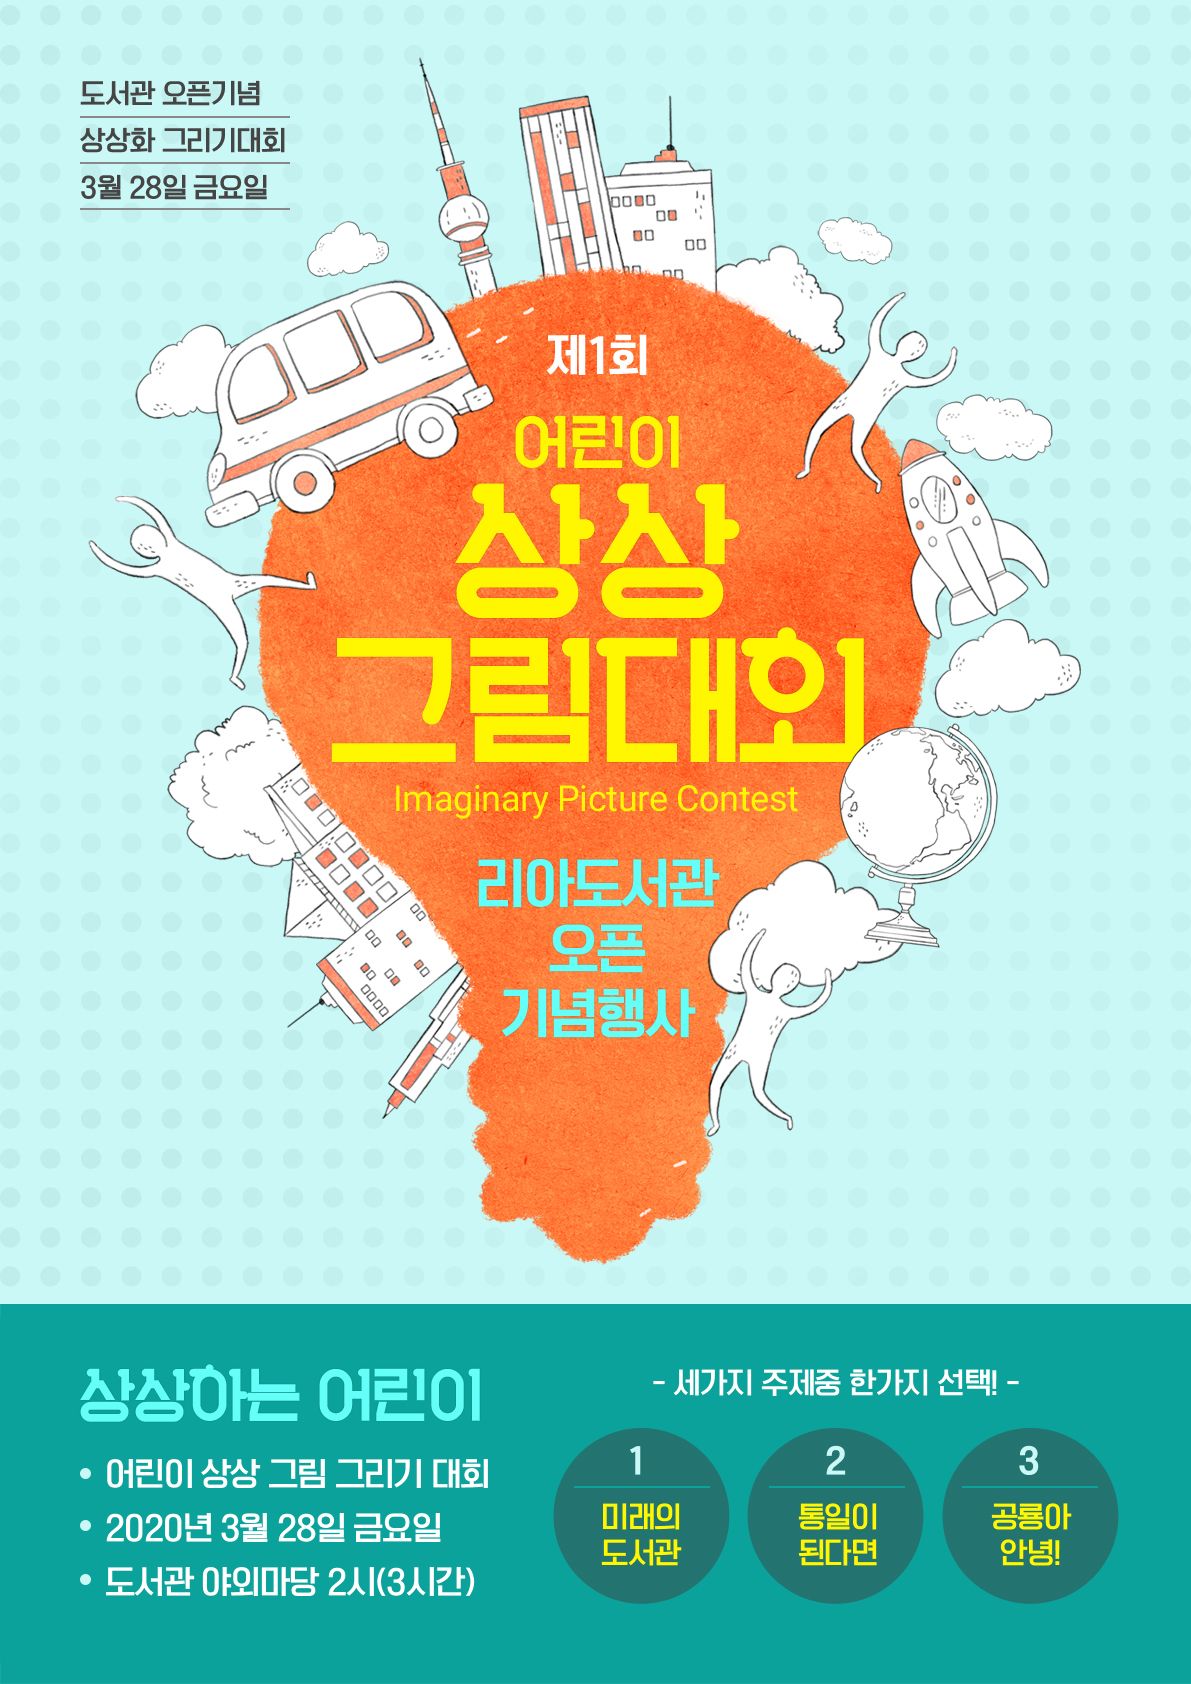 도서관 오픈기념
상상화 그리기대회
3월 28일 금요일
제1회
어린이
상상
그림대회
Imaginary Picture Contest
리아도서관
오픈
기념행사
상상하는 어린이
• 어린이 상상 그림 그리기 대회
• 2020년 3월 28일 금요일
• 도서관 야외마당 2시(3시간)
- 세가지 주제중 한가지 선택! -
1
미래의
도서관
2
통일이
된다면
3
공룡아
안녕!